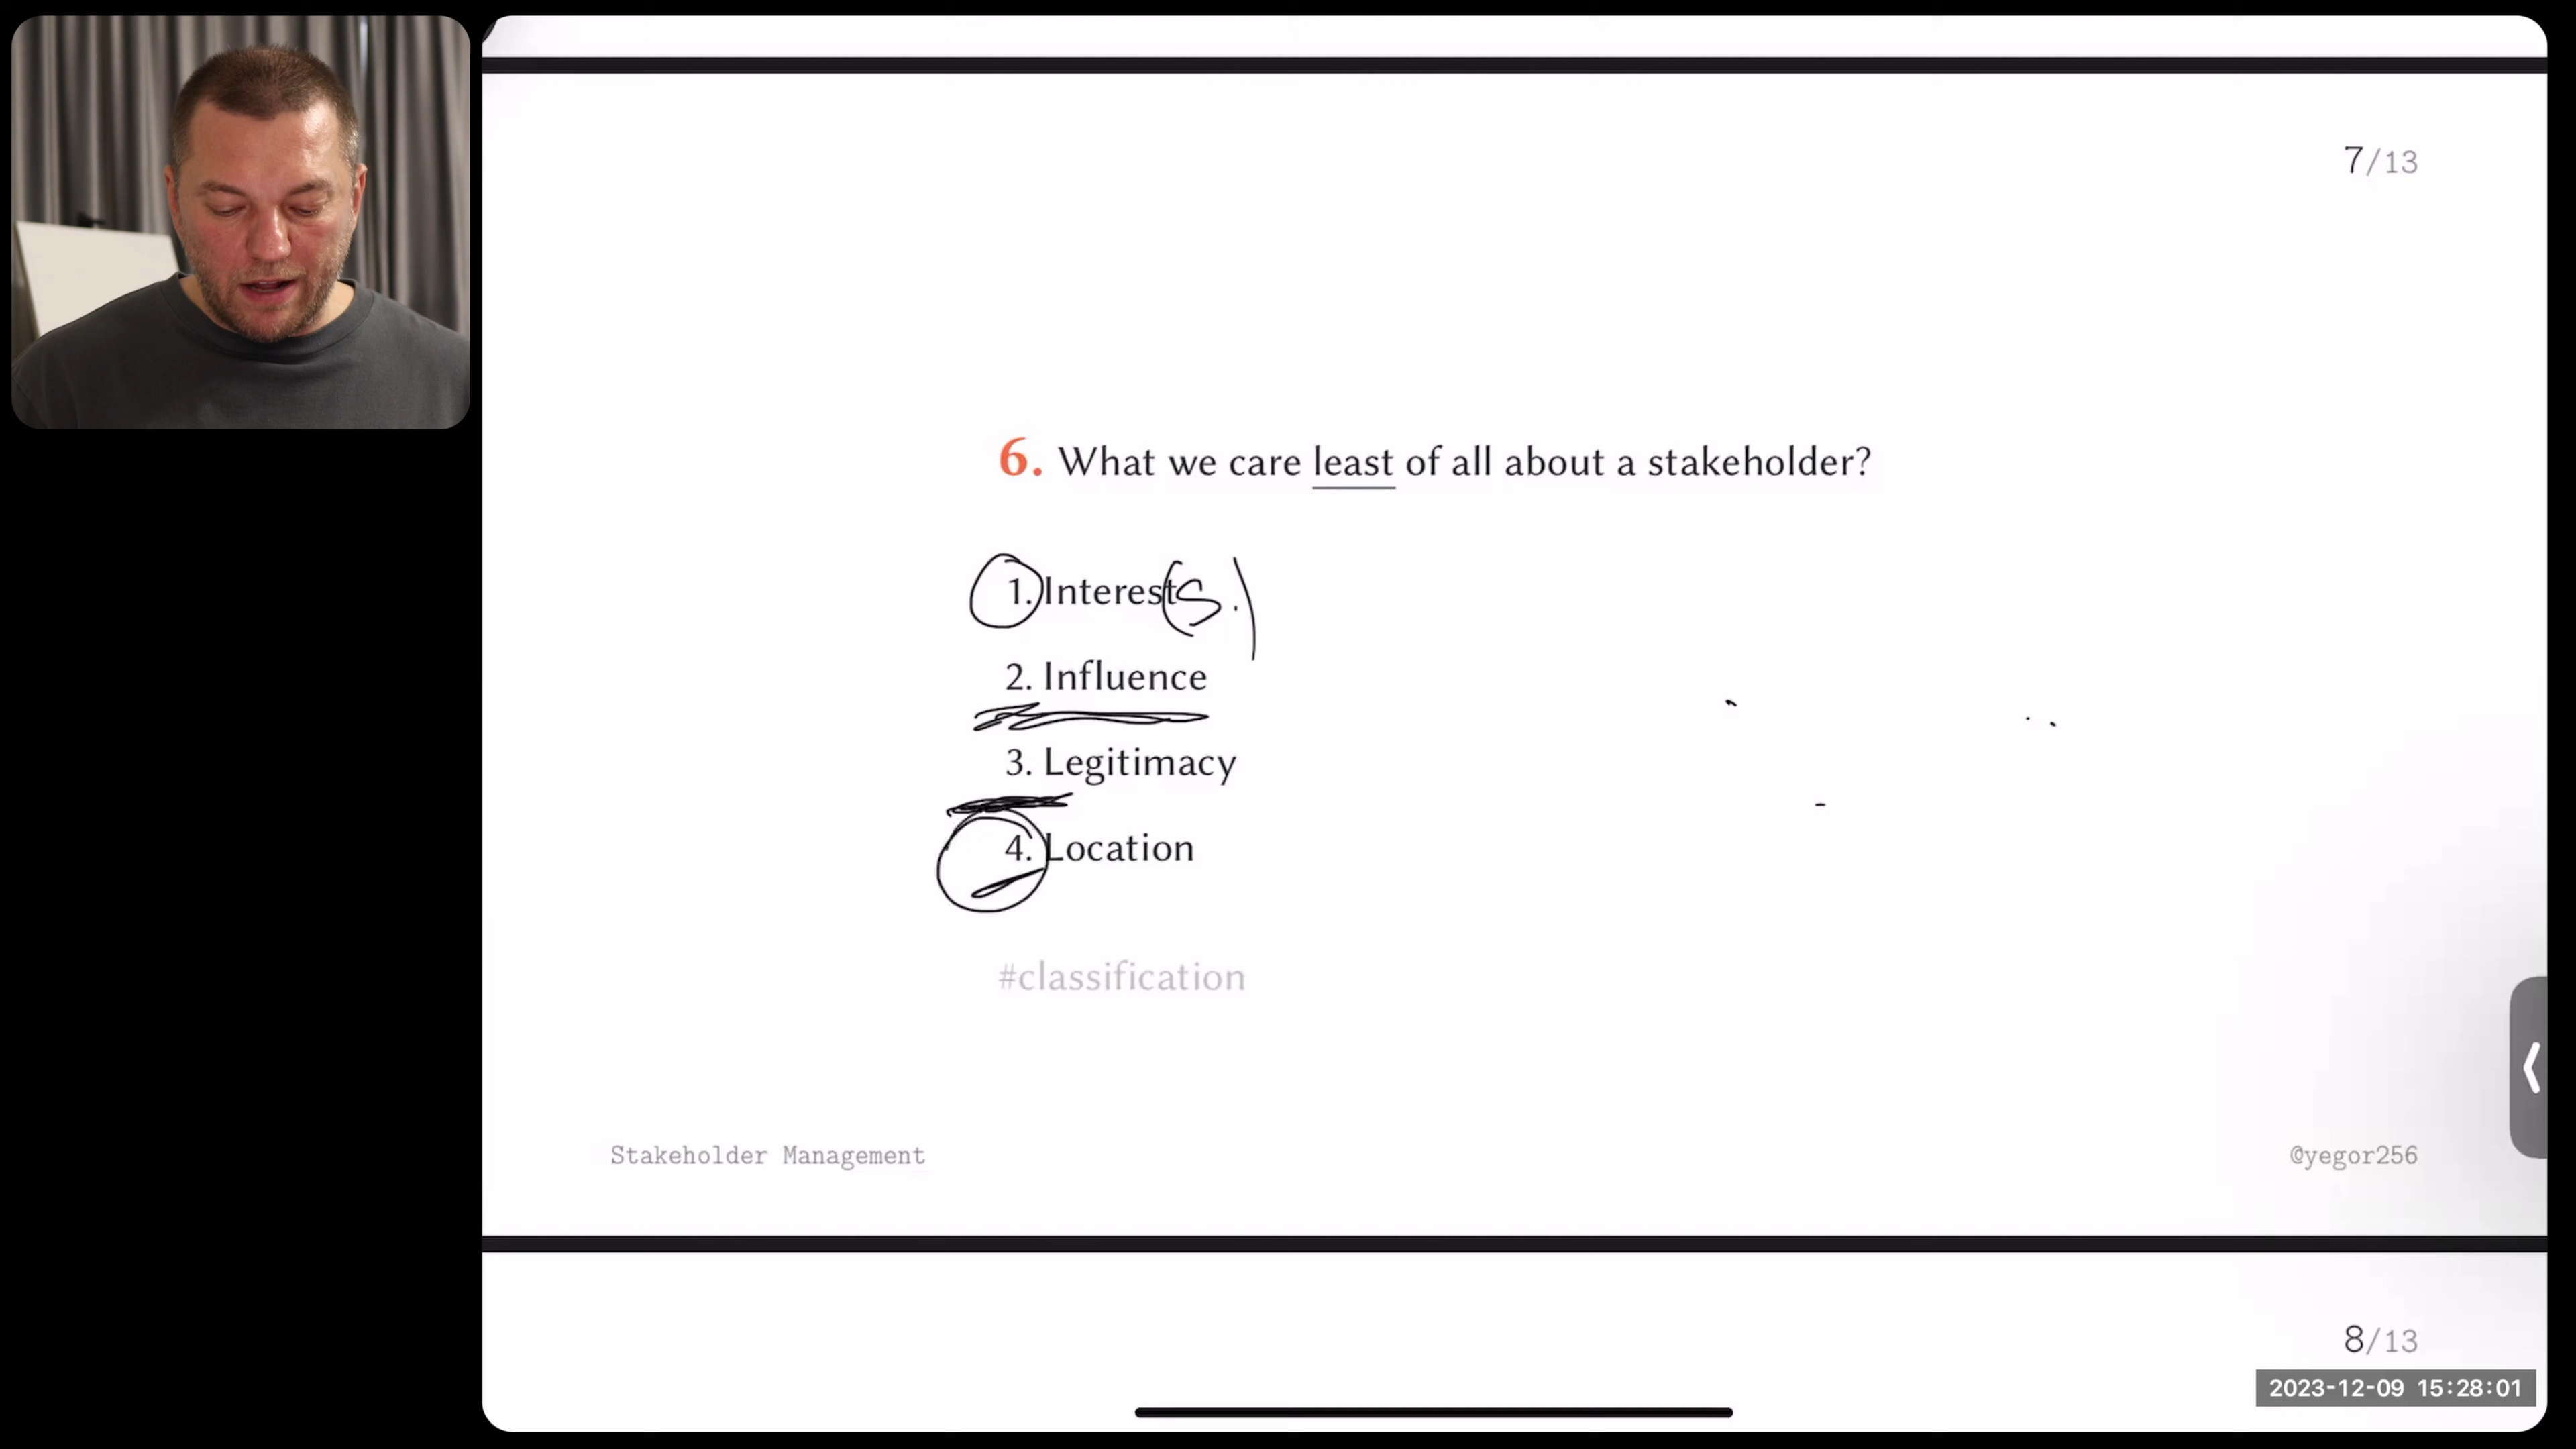 7/13
6. What we care least of all about a stakeholder?
1. Interest(s.)
2. Influence
3. Legitimacy
4. Location
#classification
Stakeholder Management
@yegor256
8/13
2023-12-09 15:28:01